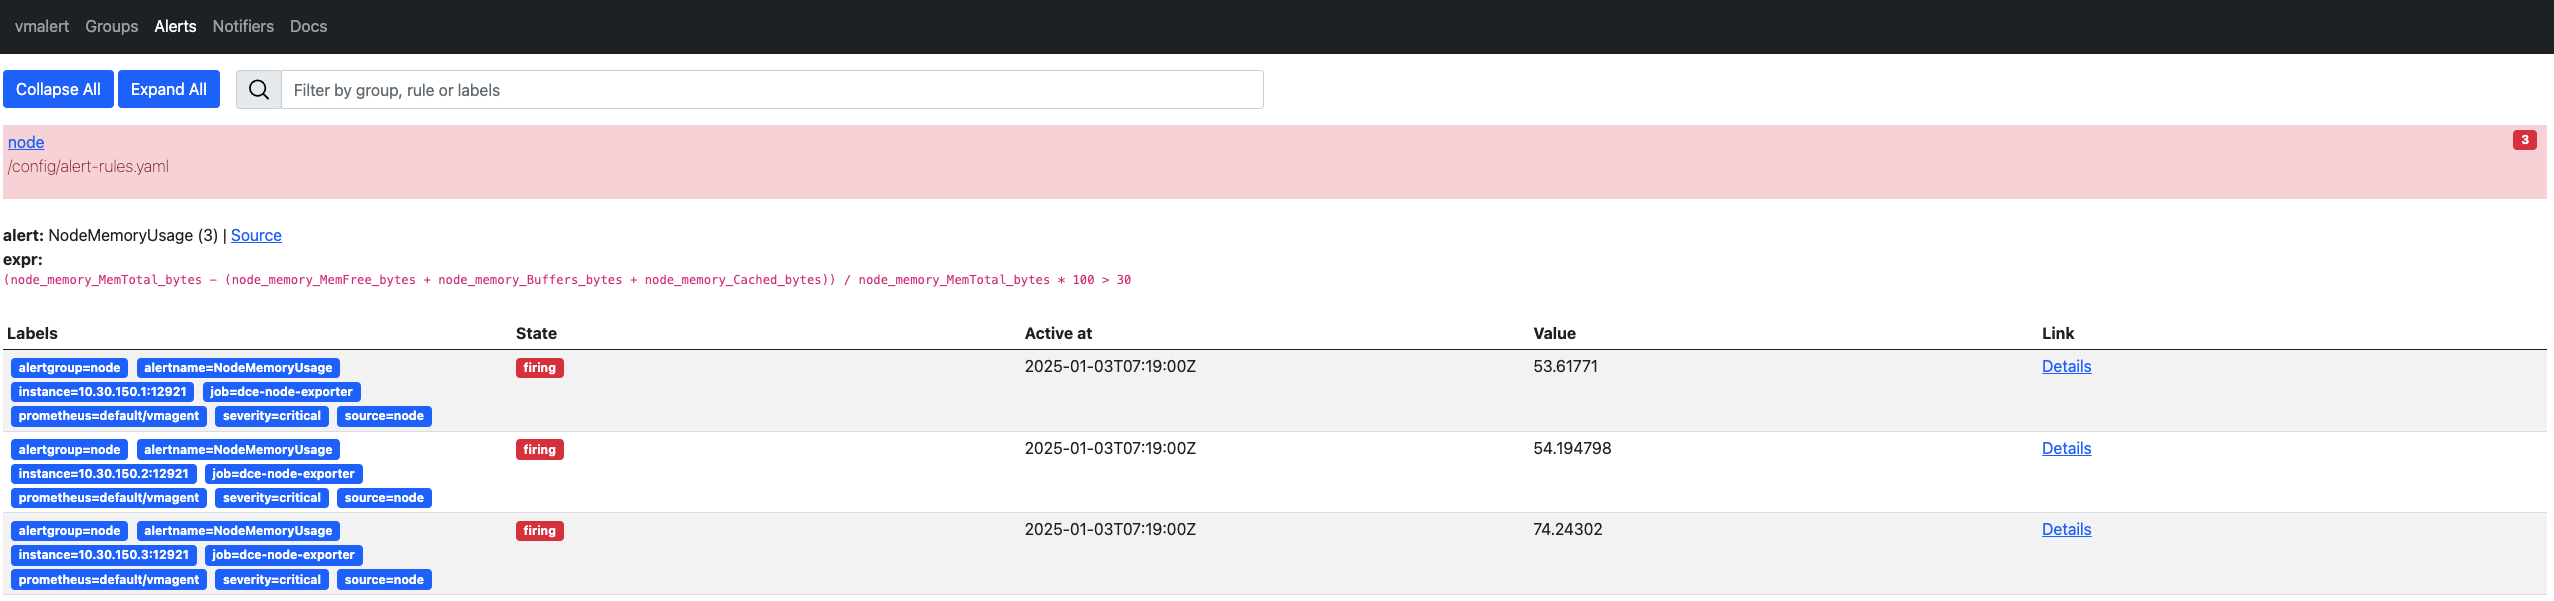 vmalert Groups Alerts Notifiers Docs
Collapse All Expand All Filter by group, rule or labels
node 3
/config/alert-rules.yaml
alert: NodeMemoryUsage (3) | Source
expr:
(node_memory_MemTotal_bytes - (node_memory_MemFree_bytes + node_memory_Buffers_bytes + node_memory_Cached_bytes)) / node_memory_MemTotal_bytes * 100 > 30
Labels State Active at Value Link
alertgroup=node alertname=NodeMemoryUsage firing 2025-01-03T07:19:00Z 53.61771 Details
instance=10.30.150.1:12921 job=dce-node-exporter
prometheus=default/vmagent severity=critical source=node
alertgroup=node alertname=NodeMemoryUsage firing 2025-01-03T07:19:00Z 54.194798 Details
instance=10.30.150.2:12921 job=dce-node-exporter
prometheus=default/vmagent severity=critical source=node
alertgroup=node alertname=NodeMemoryUsage firing 2025-01-03T07:19:00Z 74.24302 Details
instance=10.30.150.3:12921 job=dce-node-exporter
prometheus=default/vmagent severity=critical source=node